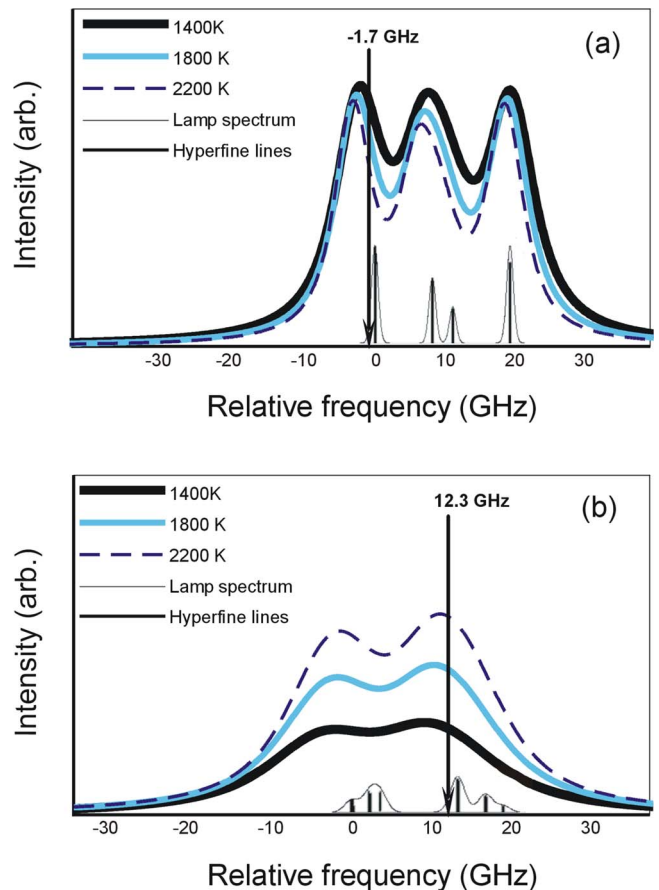 1400K
1800 K
2200 K
Lamp spectrum
Hyperfine lines
-1.7 GHz
(a)
Intensity (arb.)
-30 -20 -10 0 10 20 30
Relative frequency (GHz)
1400K
1800 K
2200 K
Lamp spectrum
Hyperfine lines
12.3 GHz
(b)
Intensity (arb.)
-30 -20 -10 0 10 20 30
Relative frequency (GHz)